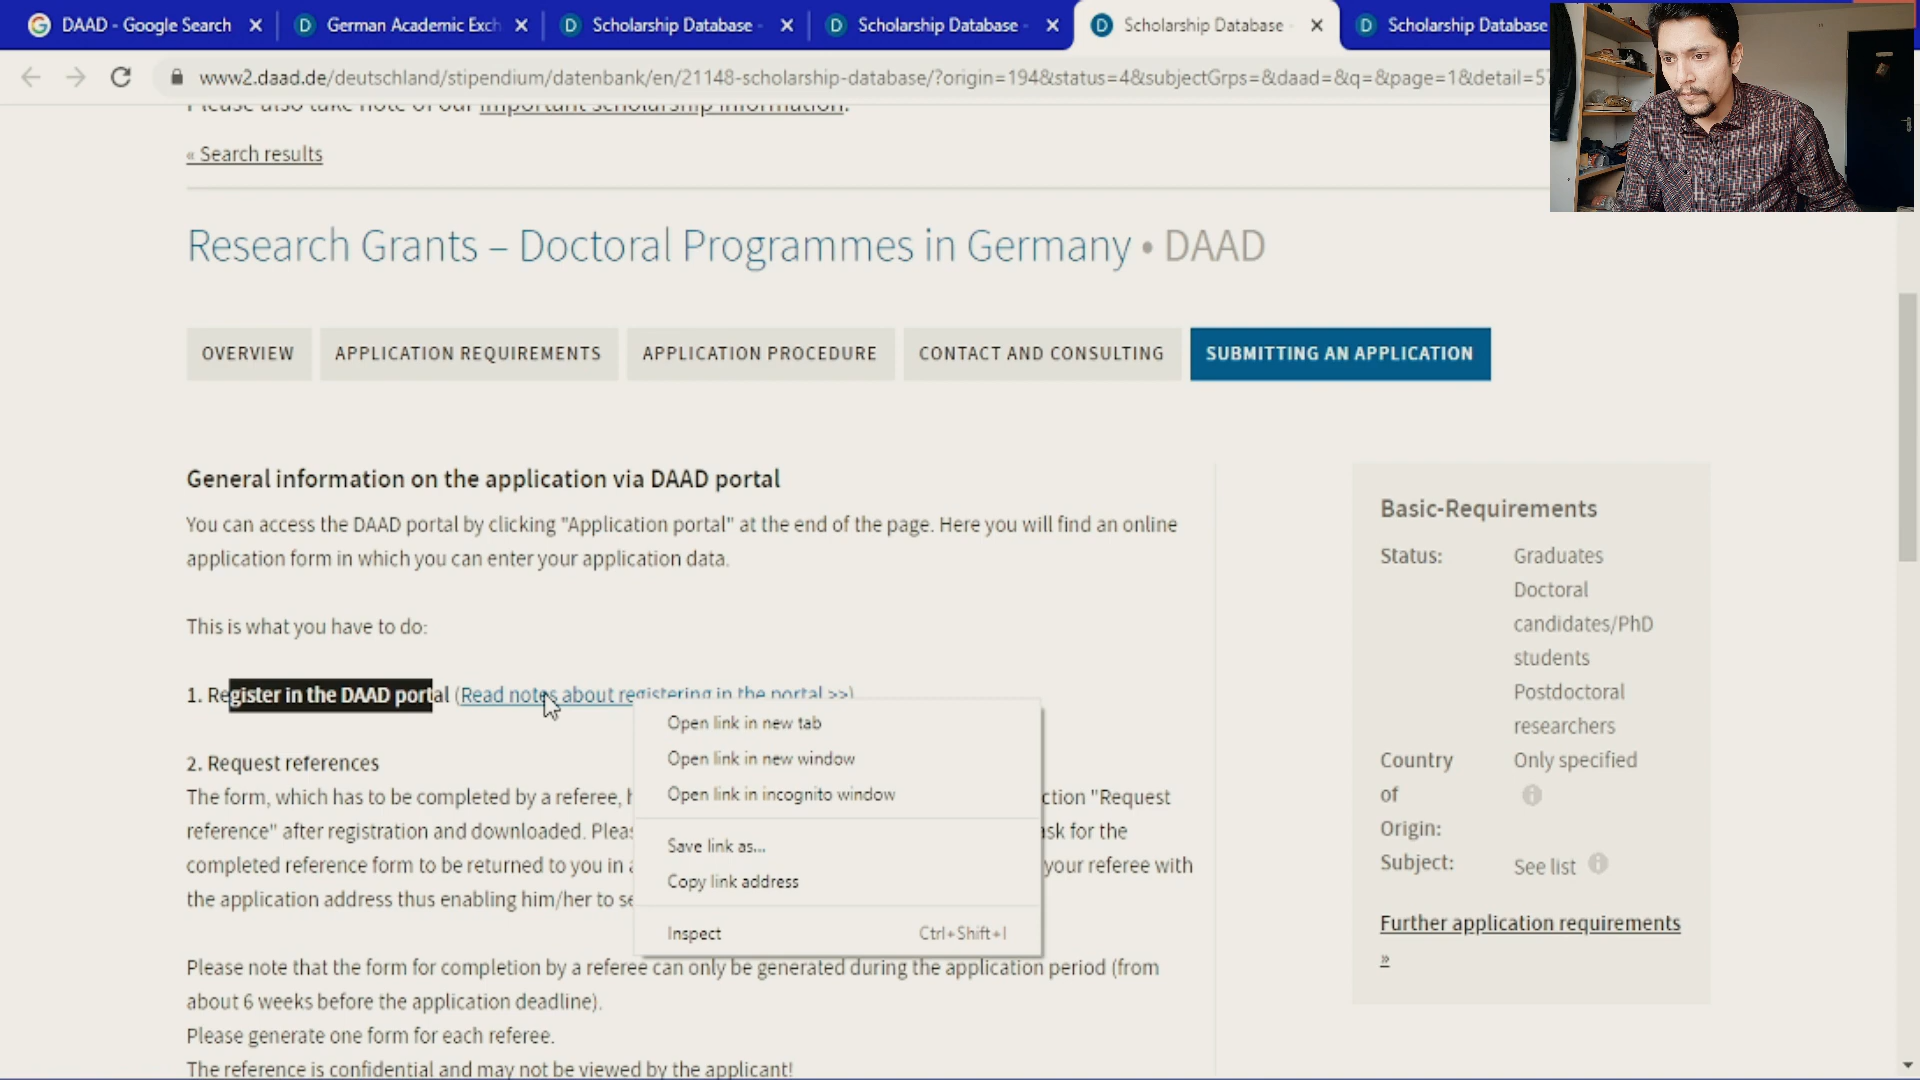 DAAD - Google Search
German Academic Exch
Scholarship Database -
Scholarship Database -
Scholarship Database -
Scholarship Database
www2.daad.de/deutschland/stipendium/datenbank/en/21148-scholarship-database/?origin=194&status=4&subjectGrps=&daad=&q=&page=1&detail=57
Please also take note of our important scholarship information.
« Search results
Research Grants – Doctoral Programmes in Germany • DAAD
OVERVIEW
APPLICATION REQUIREMENTS
APPLICATION PROCEDURE
CONTACT AND CONSULTING
SUBMITTING AN APPLICATION
General information on the application via DAAD portal
You can access the DAAD portal by clicking "Application portal" at the end of the page. Here you will find an online
application form in which you can enter your application data.
This is what you have to do:
1. Register in the DAAD portal (Read notes about registering in the portal >>)
2. Request references
The form, which has to be completed by a referee, h
ction "Request
reference" after registration and downloaded. Pleas
ask for the
completed reference form to be returned to you in a
your referee with
the application address thus enabling him/her to se
Please note that the form for completion by a referee can only be generated during the application period (from
about 6 weeks before the application deadline).
Please generate one form for each referee.
The reference is confidential and may not be viewed by the applicant!
Open link in new tab
Open link in new window
Open link in incognito window
Save link as...
Copy link address
Inspect Ctrl+Shift+I
Basic-Requirements
Status: Graduates
Doctoral
candidates/PhD
students
Postdoctoral
researchers
Country Only specified
of
Origin:
Subject: See list
Further application requirements
»